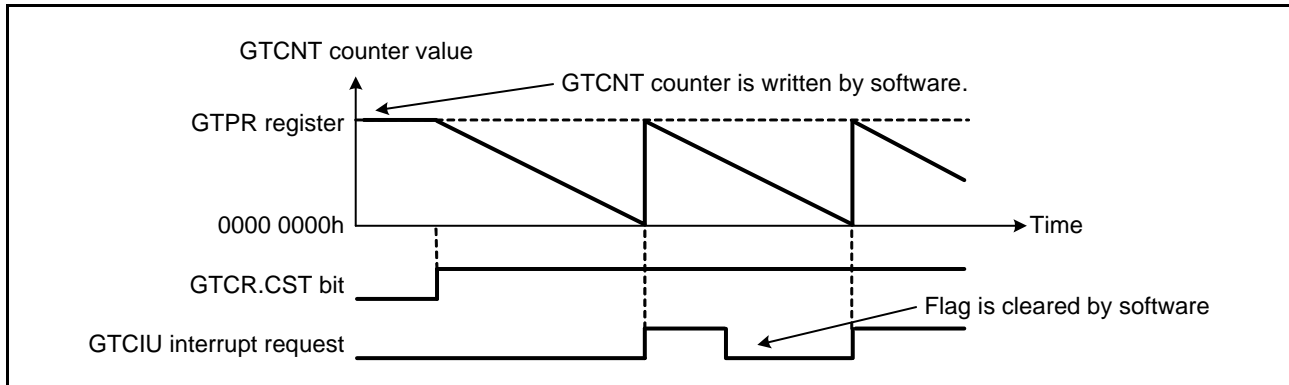 GTCNT counter value
GTCNT counter is written by software.
GTPR register
0000 0000h
Time
GTCR.CST bit
Flag is cleared by software
GTCIU interrupt request